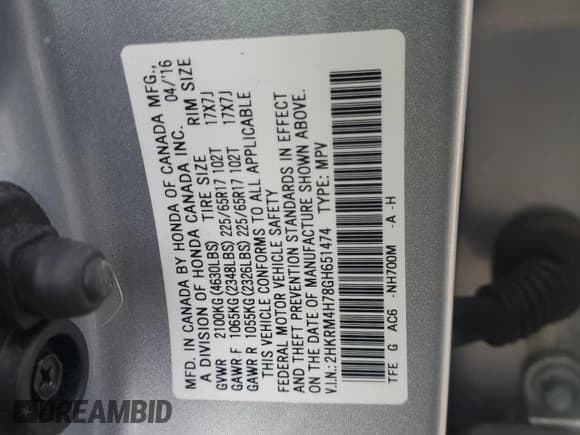 MFD. IN CANADA BY HONDA OF CANADA MFG.,
A DIVISION OF HONDA CANADA INC. 04/'16
TIRE SIZE RIM SIZE
GVWR 2100KG(4630LBS)
GAWR F 1065KG(2348LBS) 225/65R17 102T 17X7J
GAWR R 1055KG(2326LBS) 225/65R17 102T 17X7J
THIS VEHICLE CONFORMS TO ALL APPLICABLE
FEDERAL MOTOR VEHICLE SAFETY
AND THEFT PREVENTION STANDARDS IN EFFECT
ON THE DATE OF MANUFACTURE SHOWN ABOVE.
V.I.N.: 2HKRM4H78GH651474 TYPE: MPV
TFE G AC6 -NH700M -A -H
DREAMBID